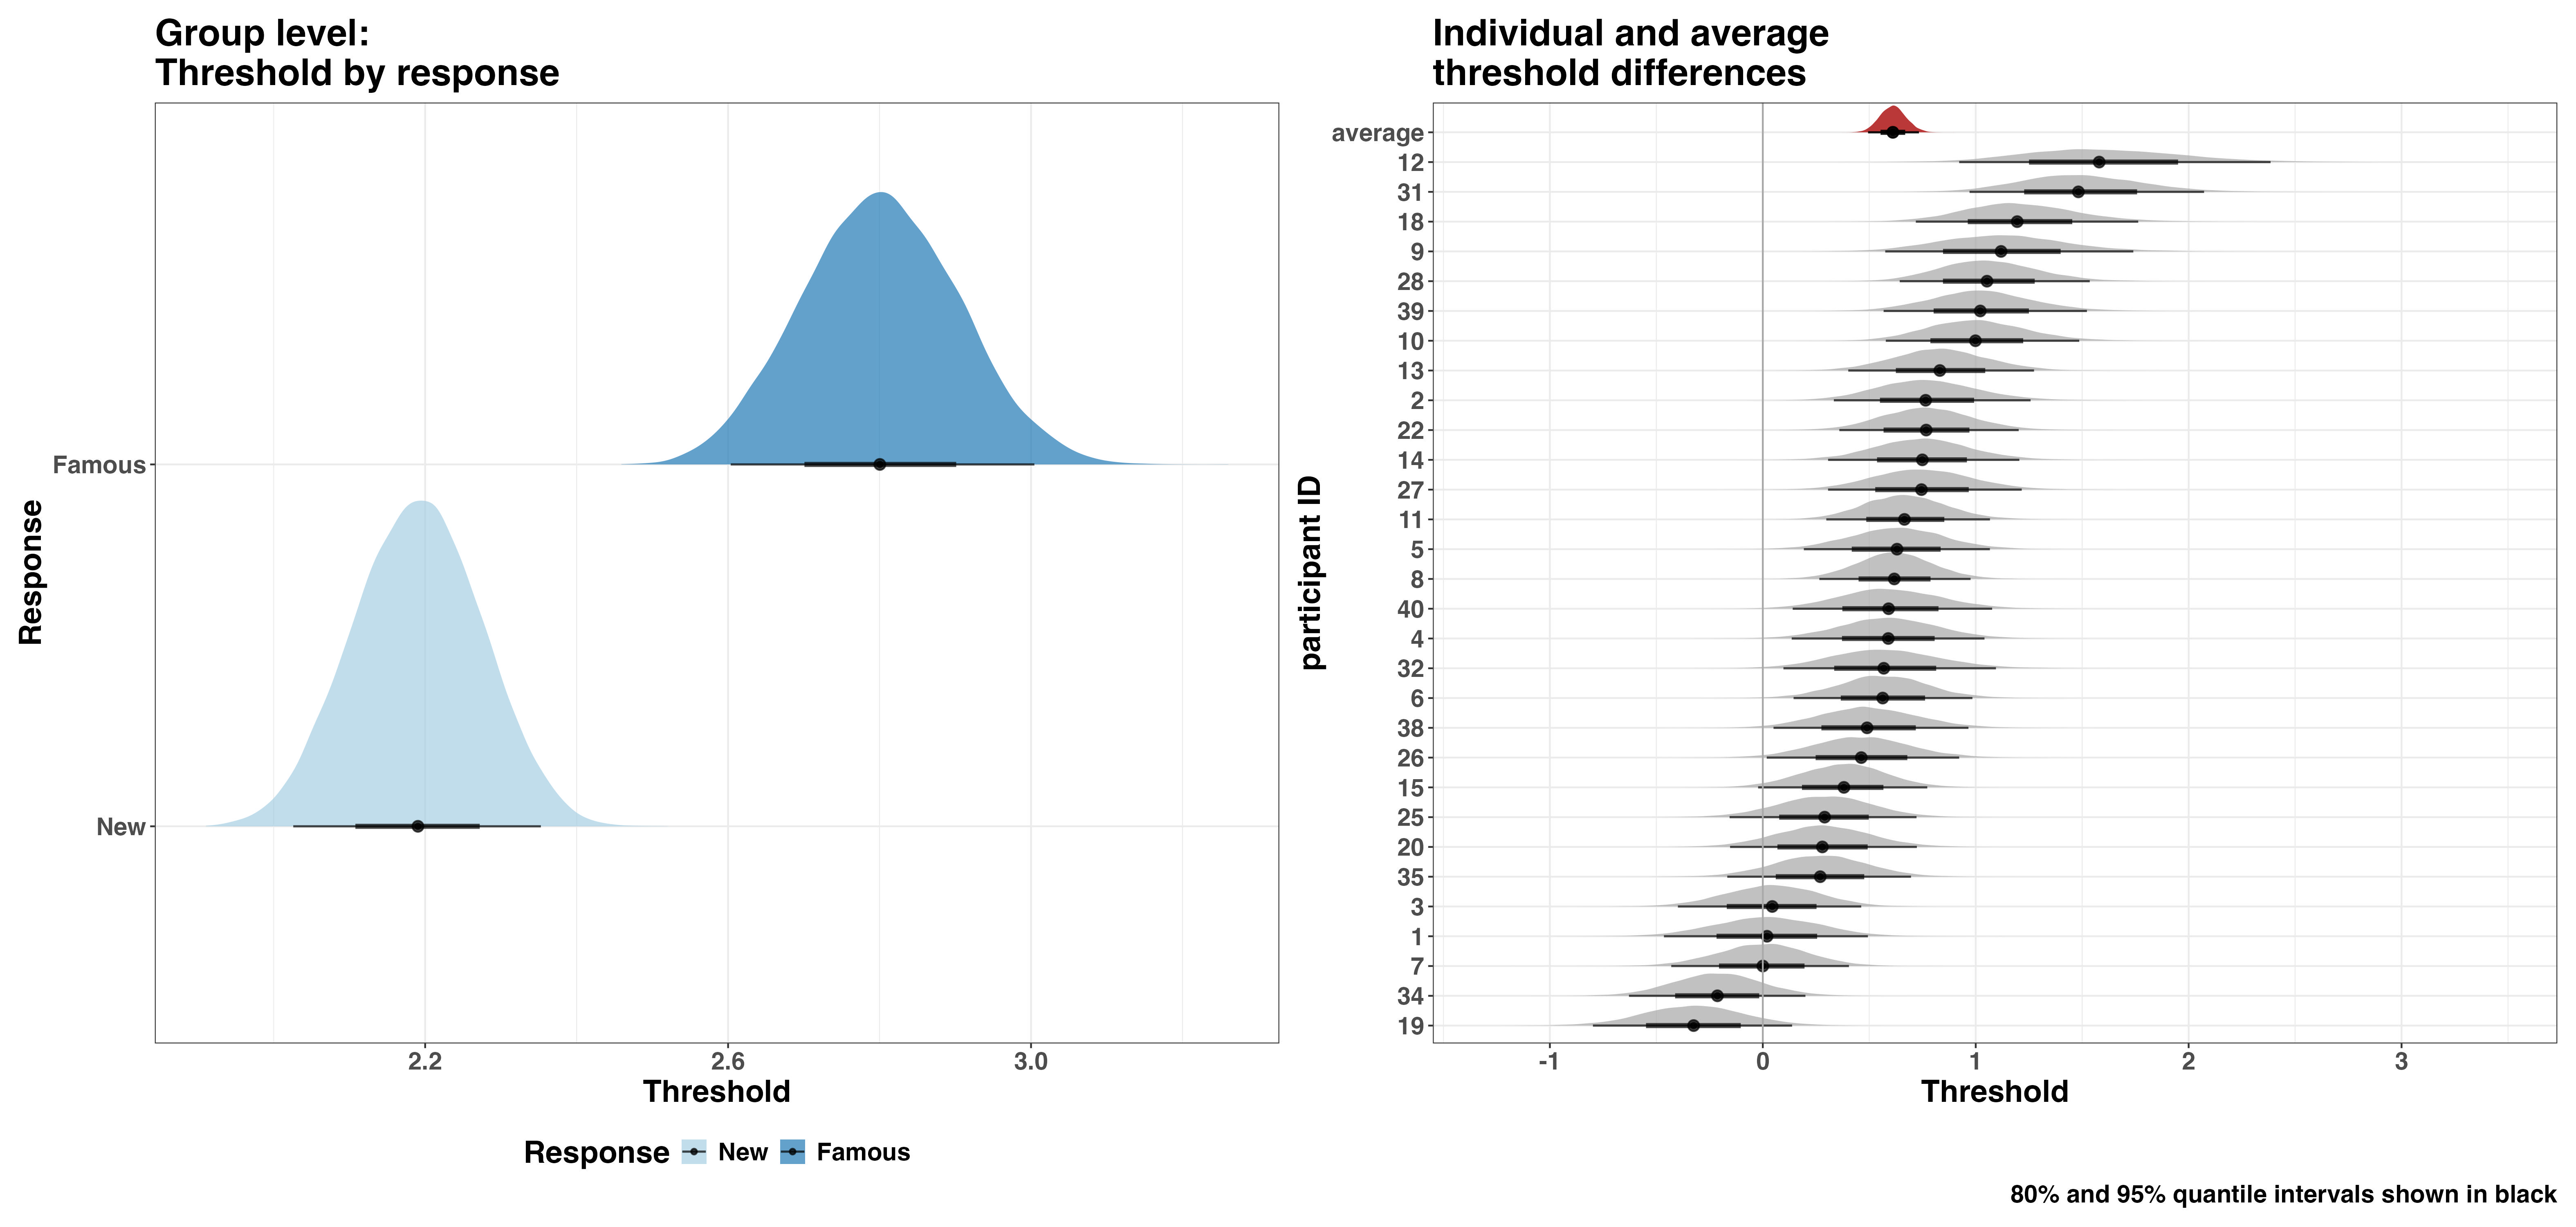 Group level:
Threshold by response
Response
Famous
New
2.2 2.6 3.0
Threshold
Response New Famous
Individual and average
threshold differences
participant ID
average
12
31
18
9
28
39
10
13
2
22
14
27
11
5
8
40
4
32
6
38
26
15
25
20
35
3
1
7
34
19
-1 0 1 2 3
Threshold
80% and 95% quantile intervals shown in black